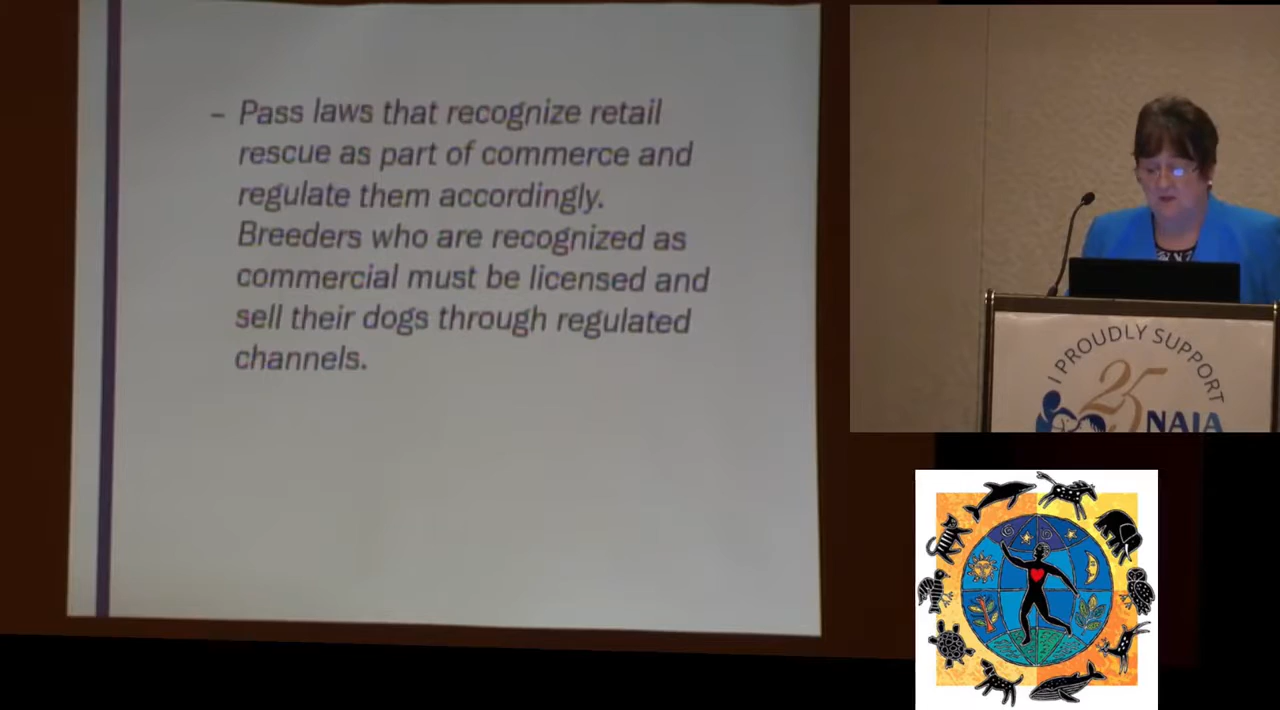 – Pass laws that recognize retail
rescue as part of commerce and
regulate them accordingly.
Breeders who are recognized as
commercial must be licensed and
sell their dogs through regulated
channels.
I PROUDLY SUPPORT
25
NAIA